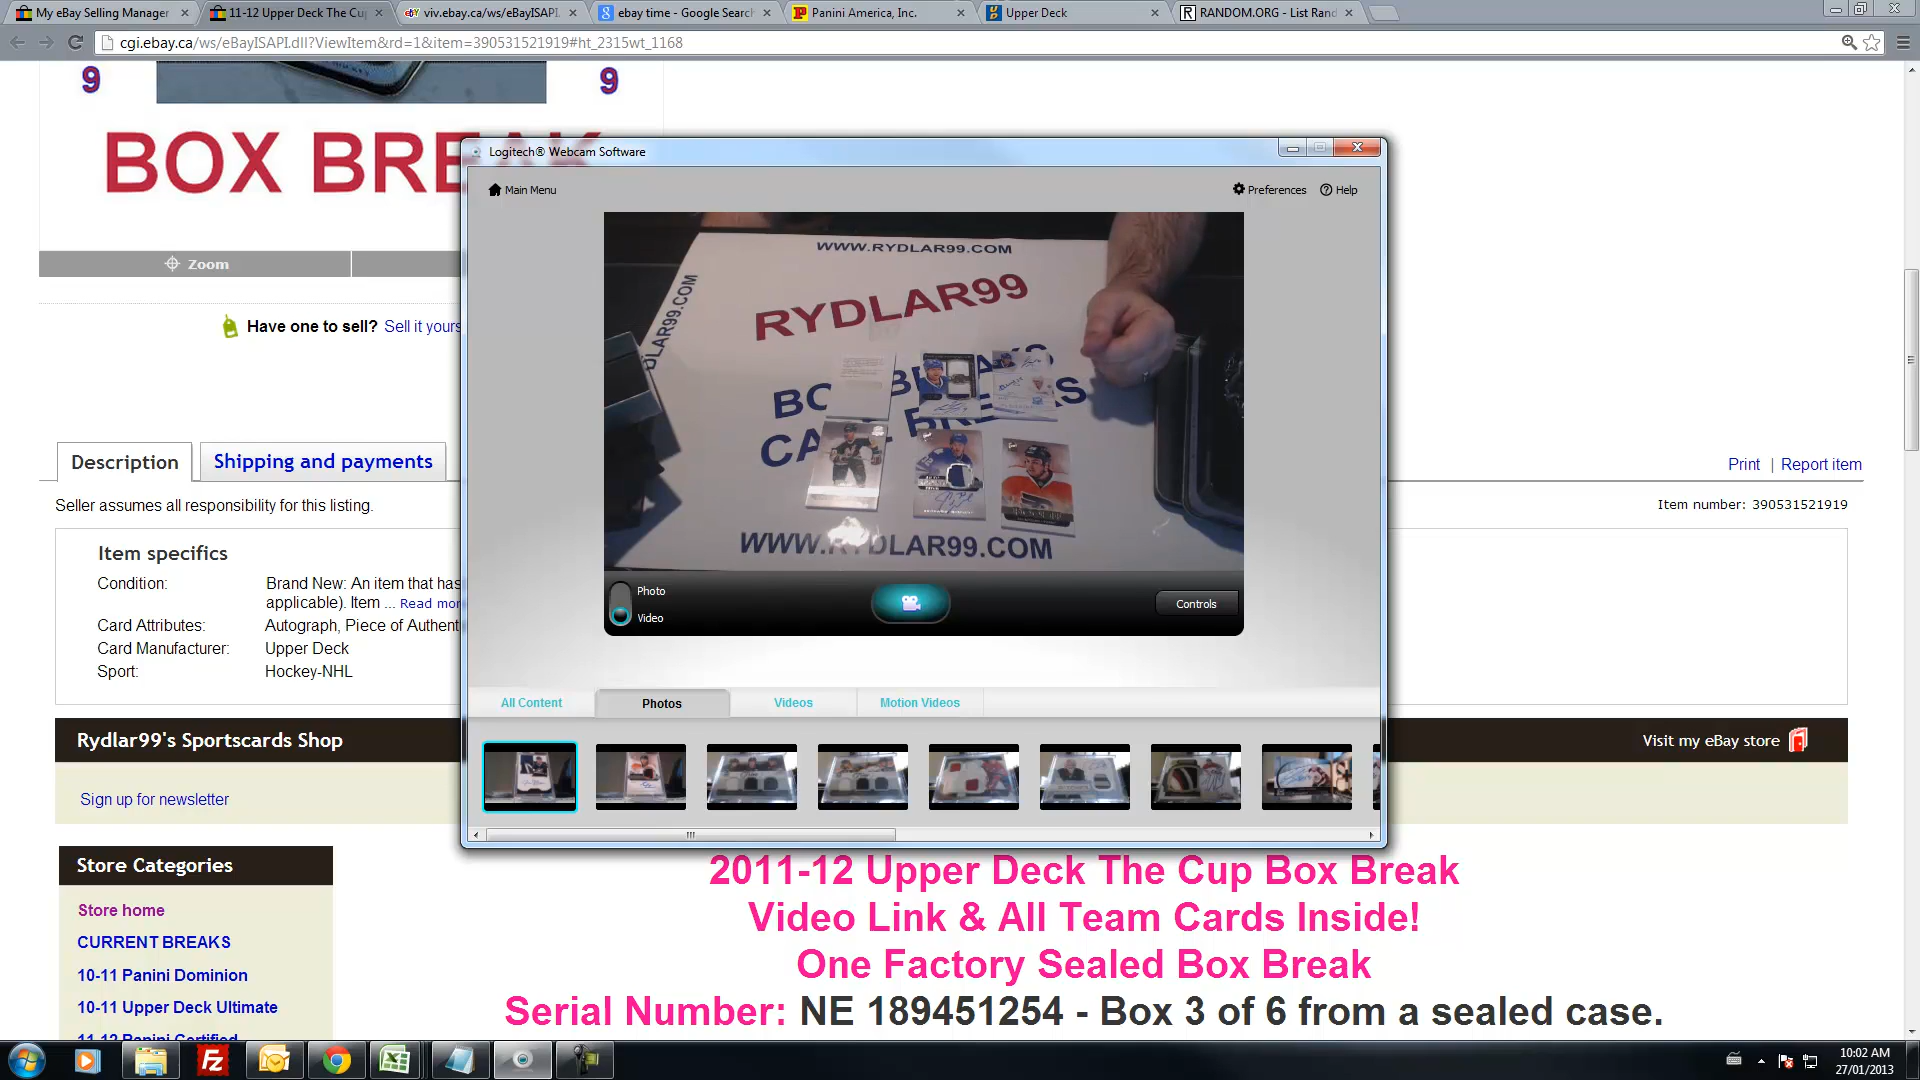 My eBay Selling Manager
11-12 Upper Deck The Cup
viv.ebay.ca/ws/eBayISAPI.
ebay time - Google Search
Panini America, Inc.
Upper Deck
RANDOM.ORG - List Rand
cgi.ebay.ca/ws/eBayISAPI.dll?ViewItem&rd=1&item=390531521919#ht_2315wt_1168
9
9
BOX BRE
Logitech® Webcam Software
Main Menu
Preferences
Help
WWW.RYDLAR99.COM
DLAR99.COM
RYDLAR99
WWW.RYDLAR99.COM
Zoom
Have one to sell? Sell it yours
Photo
Video
Controls
Description
Shipping and payments
Print | Report item
Seller assumes all responsibility for this listing.
Item number: 390531521919
Item specifics
Condition:
Brand New: An item that has
applicable). Item ... Read mor
Card Attributes:
Autograph, Piece of Authent
Card Manufacturer:
Upper Deck
Sport:
Hockey-NHL
All Content
Photos
Videos
Motion Videos
Rydlar99's Sportscards Shop
Visit my eBay store
Sign up for newsletter
Store Categories
Store home
CURRENT BREAKS
10-11 Panini Dominion
10-11 Upper Deck Ultimate
11-12 Panini Certified
2011-12 Upper Deck The Cup Box Break
Video Link & All Team Cards Inside!
One Factory Sealed Box Break
Serial Number: NE 189451254 - Box 3 of 6 from a sealed case.
10:02 AM
27/01/2013